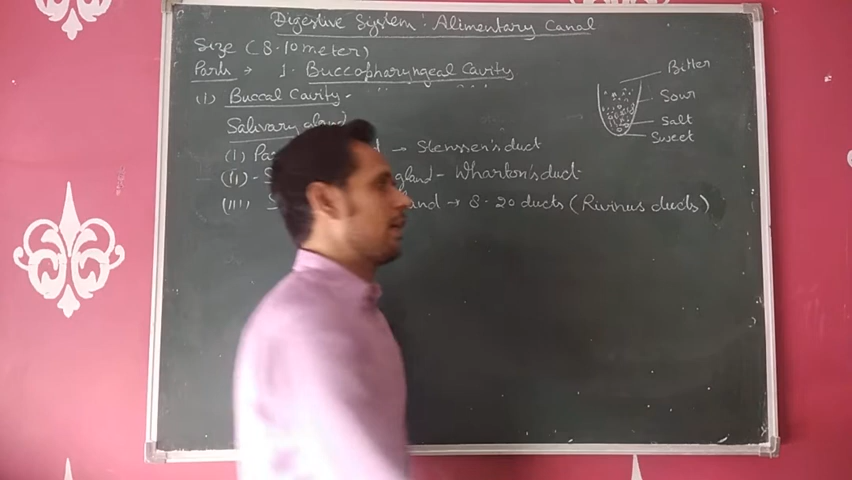 Digestive System: Alimentary Canal
Size (8-10 meter)
Parts → 1. Buccopharyngeal Cavity
(i) Buccal Cavity -
Salivary gland
(I) Pa → Stenssen's duct
(II) - S gland - Wharton's duct
(III) S and → 8-20 ducts (Rivinus ducts)
Bitter
Sour
Salt
Sweet